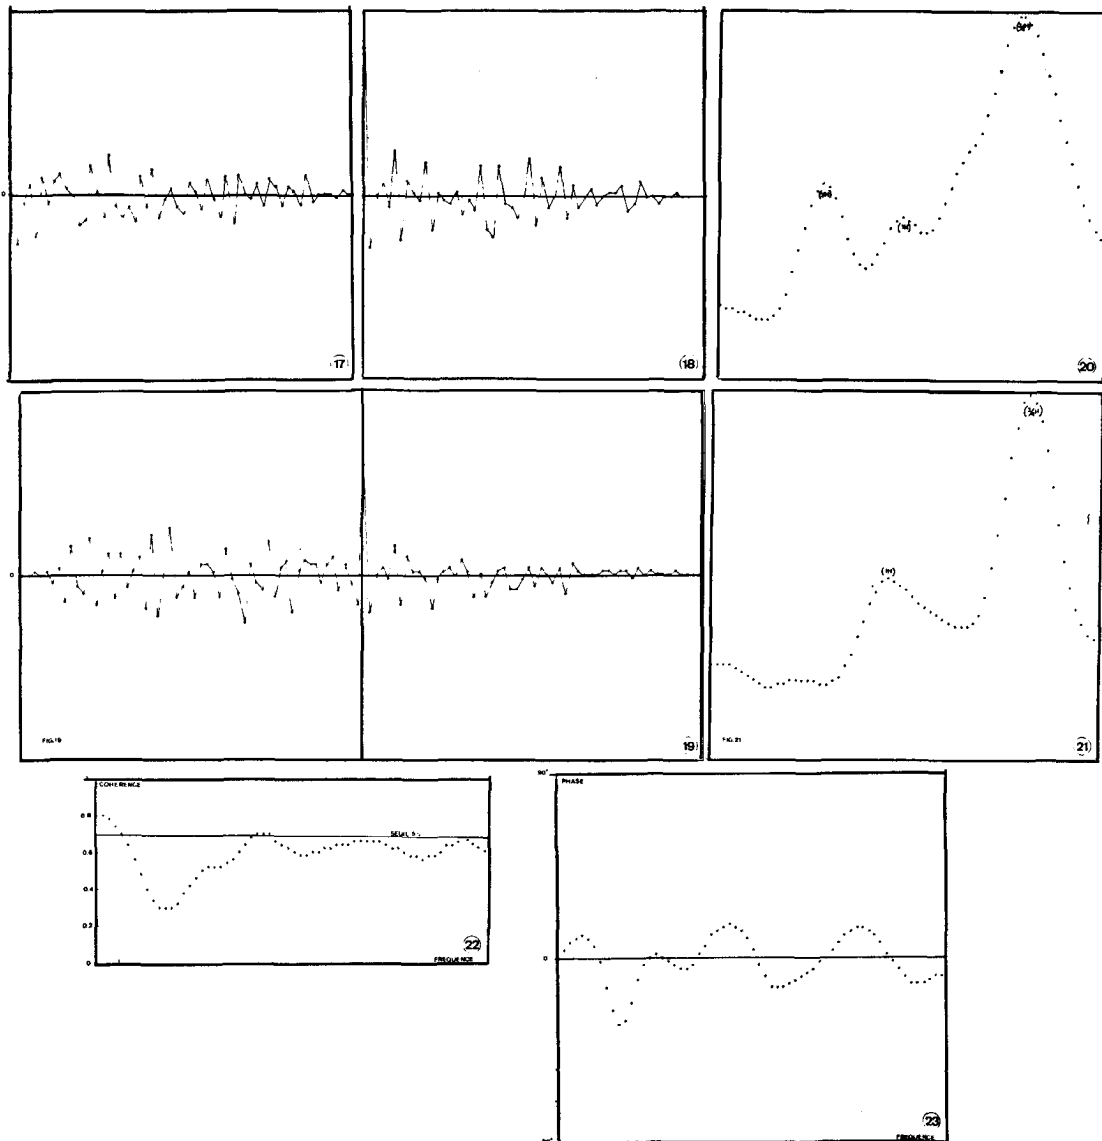 0
(17)
(18)
(20)
0
FIG.19
(19)
FIG.21
(21)
COHERENCE
0.8
0.6
0.4
0.2
0
FREQUENCE
(22)
90°
PHASE
0
FREQUENCE
(23)